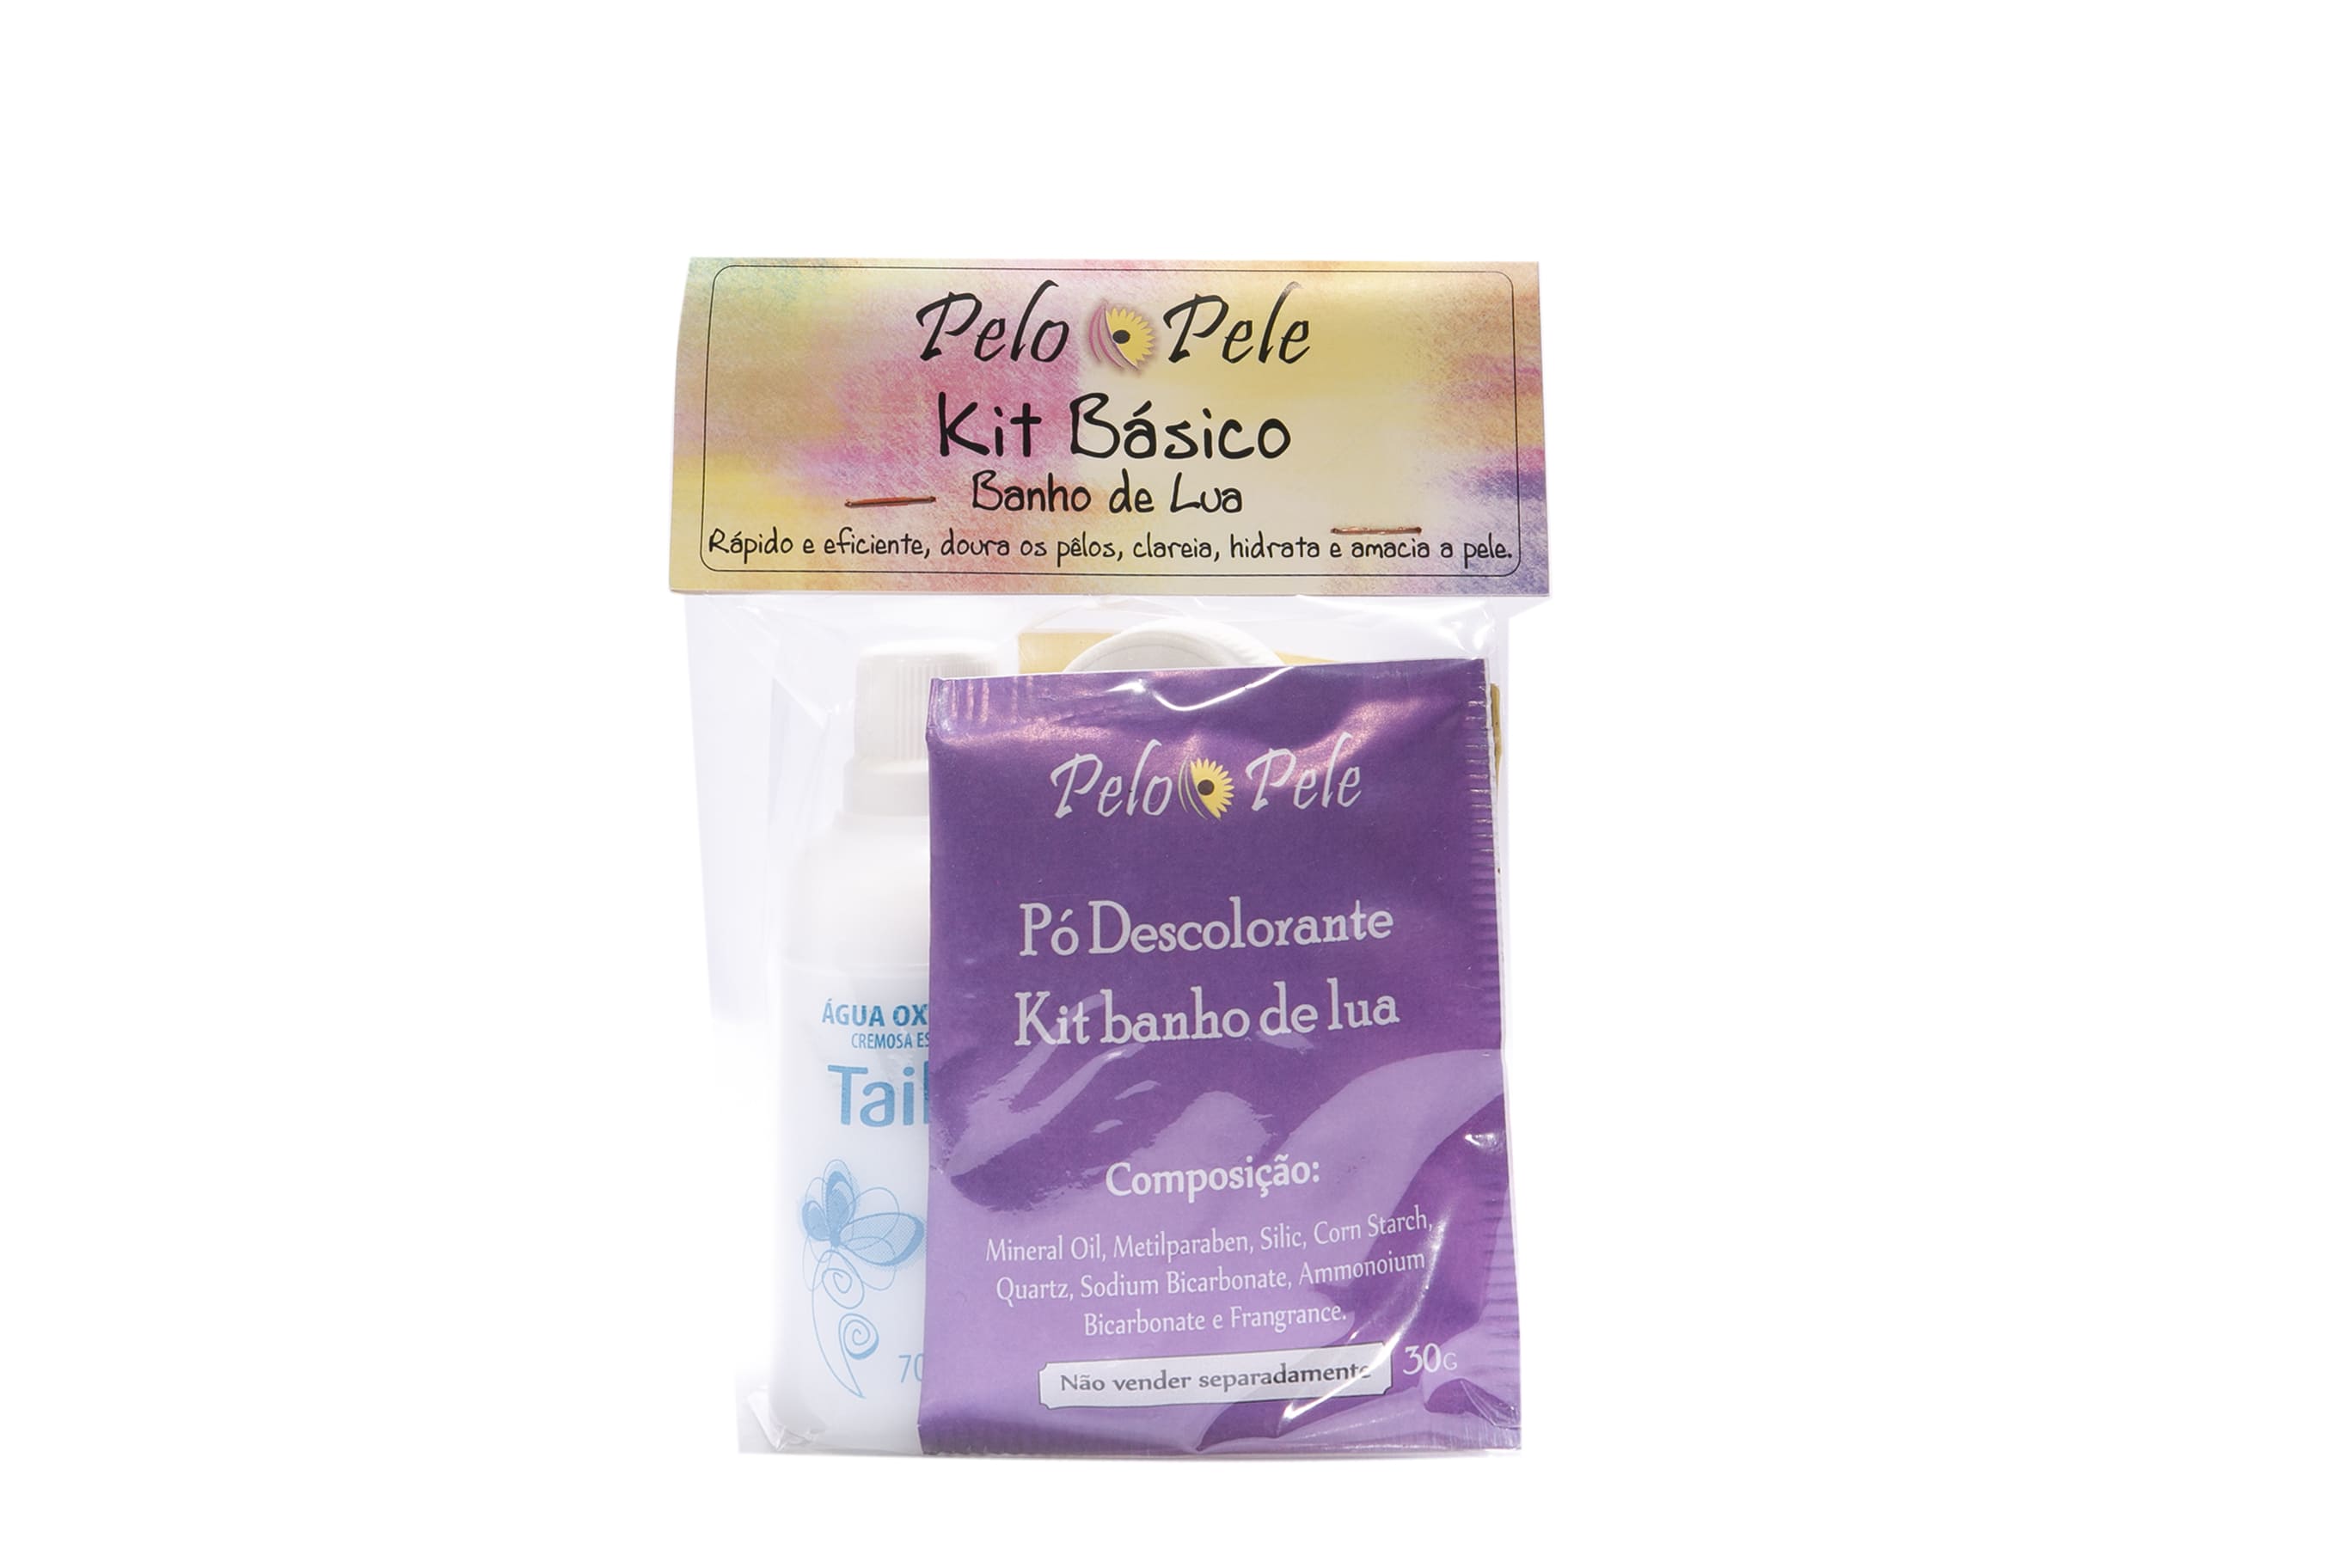 Pelo Pele
Kit Básico
Banho de Lua
Rápido e eficiente, doura os pêlos, clareia, hidrata e amacia a pele.
Pelo Pele
Pó Descolorante
Kit banho de lua
Composição:
Mineral Oil, Metilparaben, Silic, Corn Starch,
Quartz, Sodium Bicarbonate, Ammonoium
Bicarbonate e Frangrance.
Não vender separadamente
30G
ÁGUA OX
CREMOSA ES
Tai
70